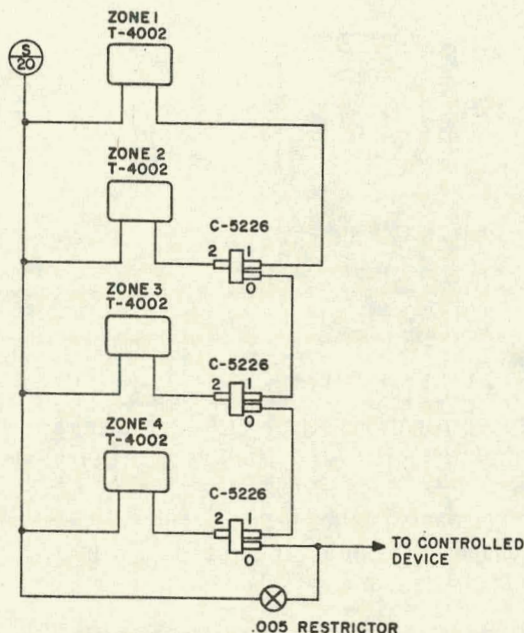 ZONE 1
T-4002
S
20
ZONE 2
T-4002
C-5226
2
1
0
ZONE 3
T-4002
C-5226
2
1
0
ZONE 4
T-4002
C-5226
2
1
0
TO CONTROLLED
DEVICE
.005 RESTRICTOR